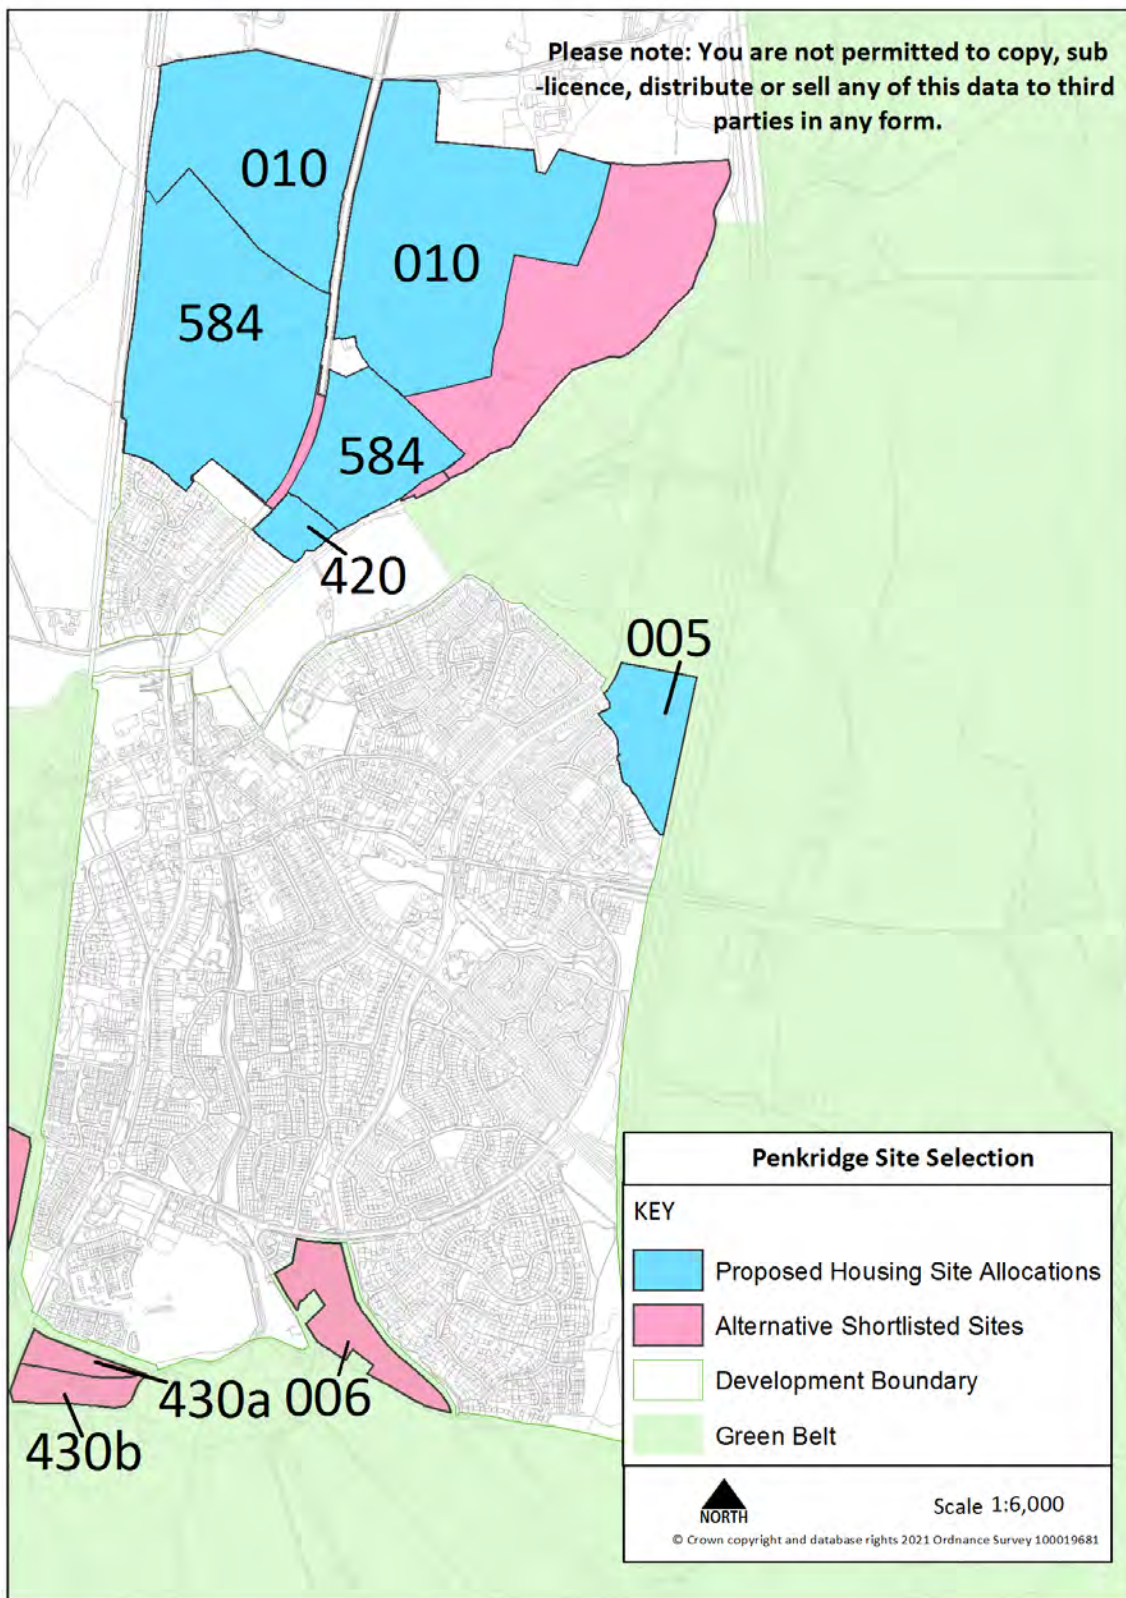 Please note: You are not permitted to copy, sub
-licence, distribute or sell any of this data to third
parties in any form.
010
010
584
584
420
005
430a
006
430b
Penkridge Site Selection
KEY
Proposed Housing Site Allocations
Alternative Shortlisted Sites
Development Boundary
Green Belt
NORTH
Scale 1:6,000
© Crown copyright and database rights 2021 Ordnance Survey 100019681